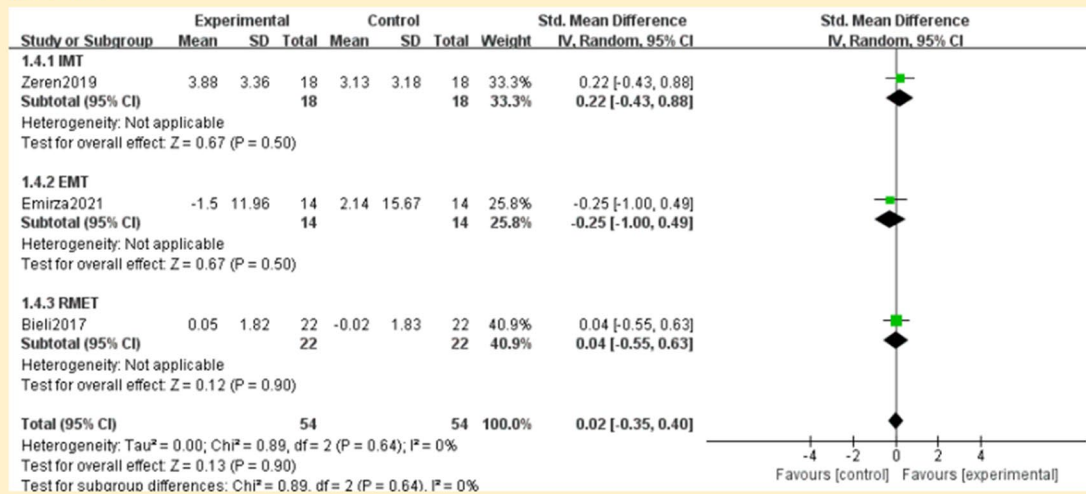 Experimental Control Std. Mean Difference Std. Mean Difference
Study or Subgroup Mean SD Total Mean SD Total Weight IV, Random, 95% CI IV, Random, 95% CI
1.4.1 IMT
Zeren2019 3.88 3.36 18 3.13 3.18 18 33.3% 0.22 [-0.43, 0.88]
Subtotal (95% CI) 18 18 33.3% 0.22 [-0.43, 0.88]
Heterogeneity: Not applicable
Test for overall effect: Z = 0.67 (P = 0.50)
1.4.2 EMT
Emirza2021 -1.5 11.96 14 2.14 15.67 14 25.8% -0.25 [-1.00, 0.49]
Subtotal (95% CI) 14 14 25.8% -0.25 [-1.00, 0.49]
Heterogeneity: Not applicable
Test for overall effect: Z = 0.67 (P = 0.50)
1.4.3 RMET
Bieli2017 0.05 1.82 22 -0.02 1.83 22 40.9% 0.04 [-0.55, 0.63]
Subtotal (95% CI) 22 22 40.9% 0.04 [-0.55, 0.63]
Heterogeneity: Not applicable
Test for overall effect: Z = 0.12 (P = 0.90)
Total (95% CI) 54 54 100.0% 0.02 [-0.35, 0.40]
Heterogeneity: Tau² = 0.00; Chi² = 0.89, df = 2 (P = 0.64); I² = 0%
Test for overall effect: Z = 0.13 (P = 0.90)
Test for subgroup differences: Chi² = 0.89, df = 2 (P = 0.64), I² = 0%
-4 -2 0 2 4
Favours [control] Favours [experimental]